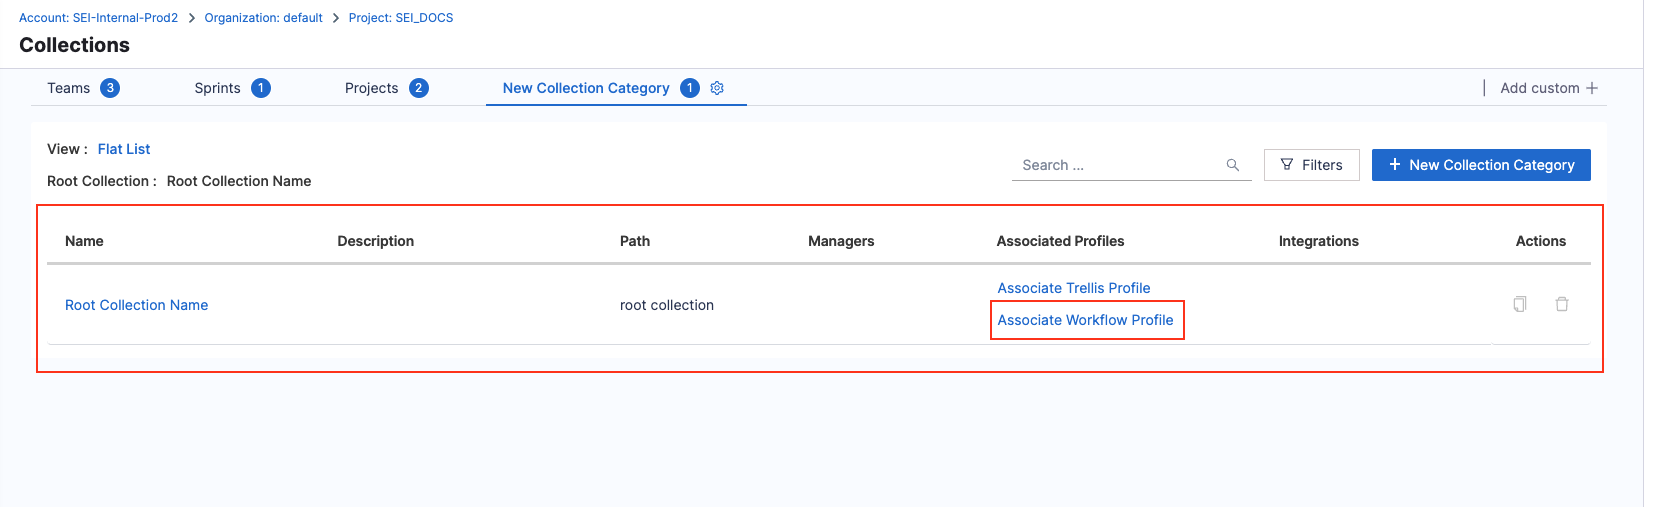 Account: SEI-Internal-Prod2 > Organization: default > Project: SEI_DOCS
Collections
Teams 3 Sprints 1 Projects 2 New Collection Category 1 | Add custom +
View : Flat List
Search ... Filters + New Collection Category
Root Collection : Root Collection Name
Name Description Path Managers Associated Profiles Integrations Actions
Associate Trellis Profile
Root Collection Name root collection
Associate Workflow Profile